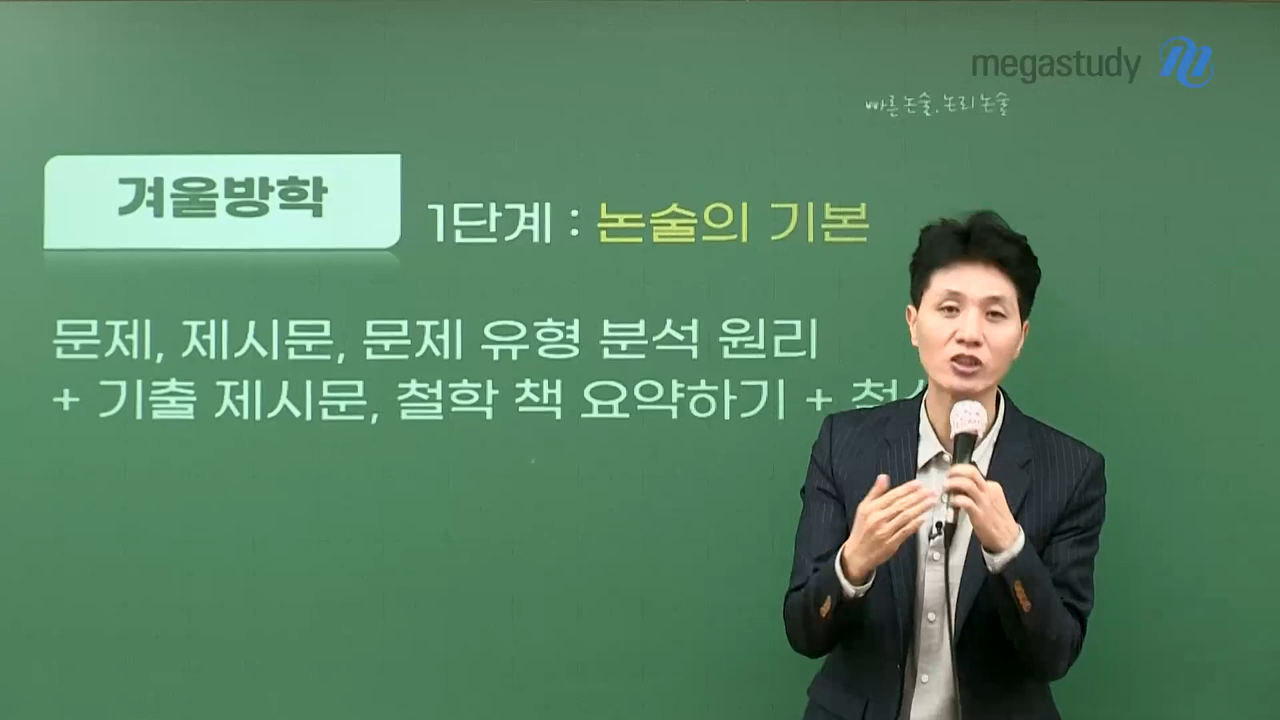 megastudy
빠른논술, 논리논술
겨울방학
1단계 : 논술의 기본
문제, 제시문, 문제 유형 분석 원리
+ 기출 제시문, 철학 책 요약하기 +